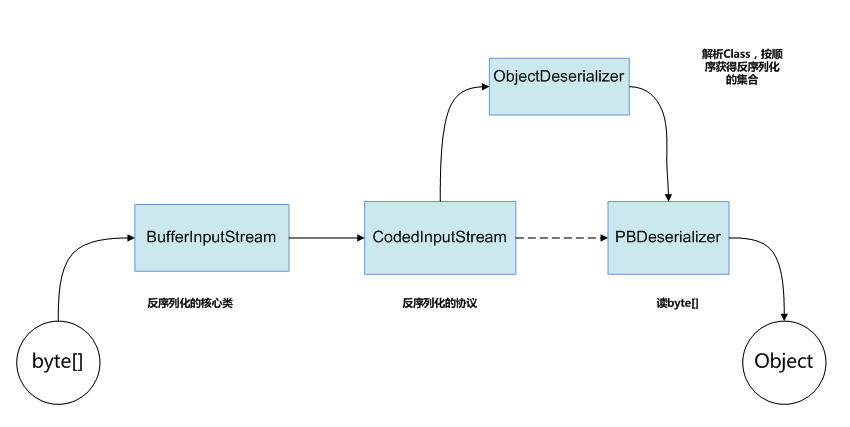 解析Class，按顺
序获得反序列化
的集合
ObjectDeserializer
BufferInputStream
CodedInputStream
PBDeserializer
反序列化的核心类
反序列化的协议
读byte[]
byte[]
Object